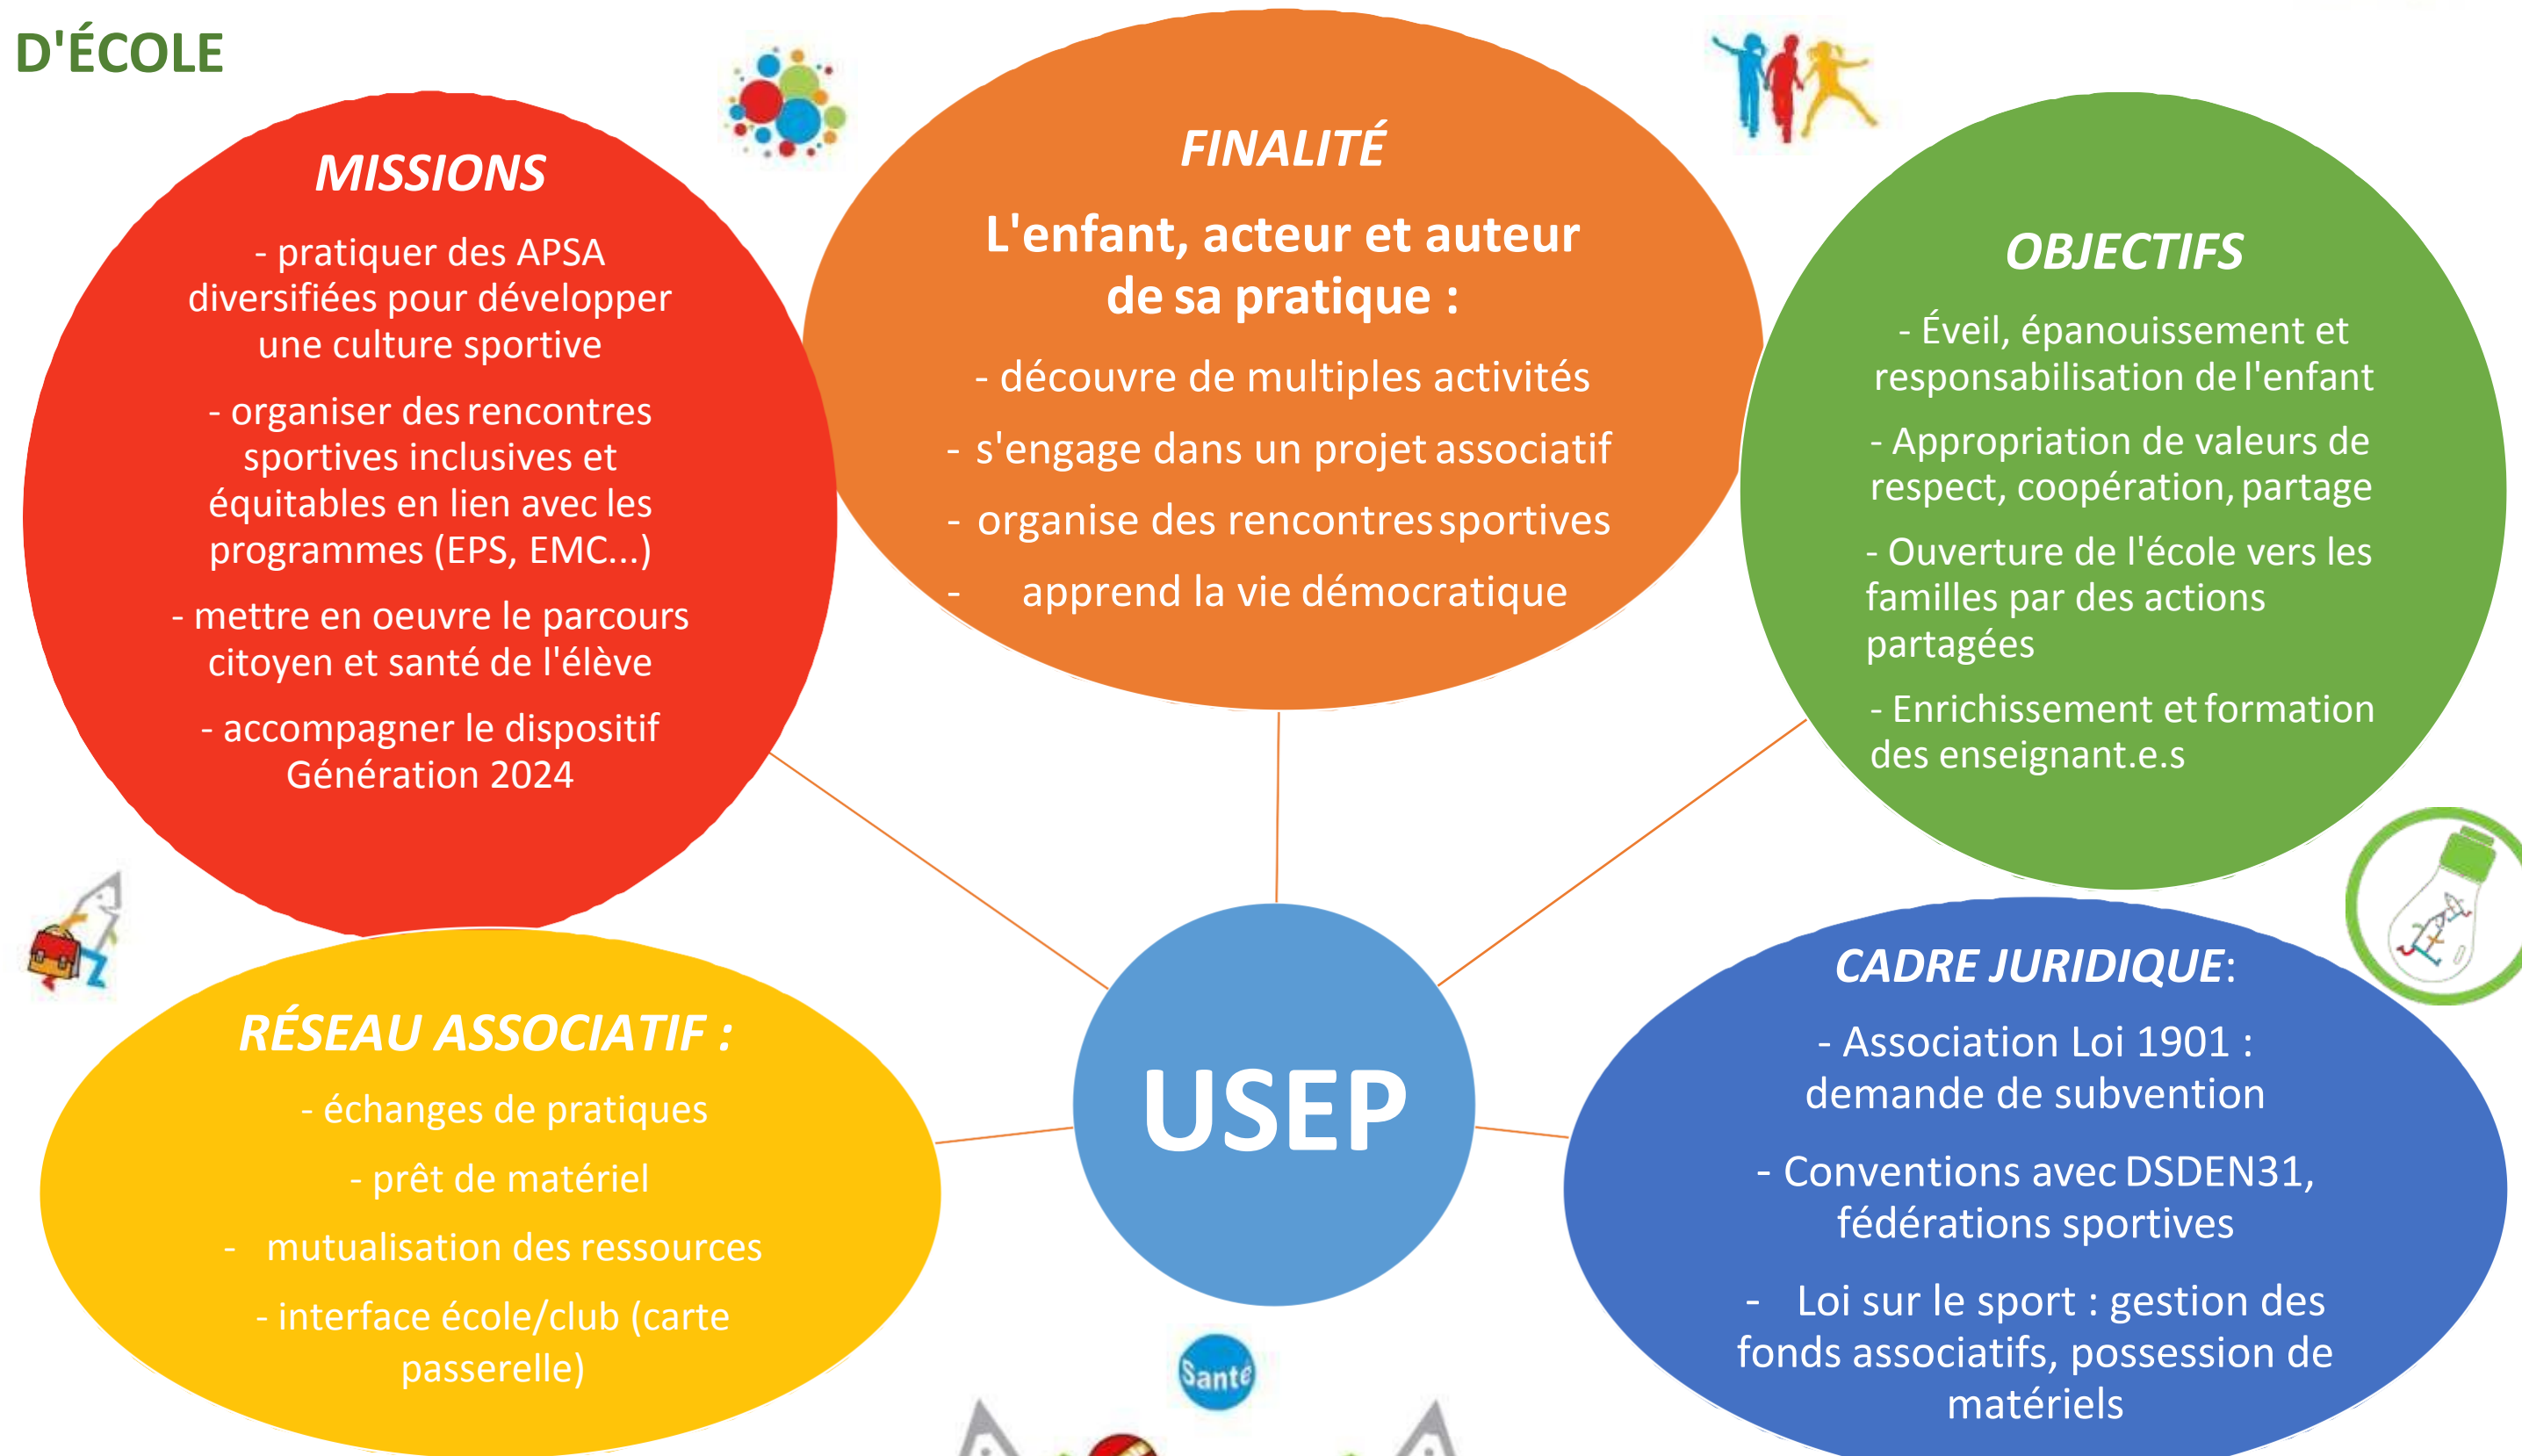 D'ÉCOLE
MISSIONS
- pratiquer des APSA
diversifiées pour développer
une culture sportive
- organiser des rencontres
sportives inclusives et
équitables en lien avec les
programmes (EPS, EMC...)
- mettre en oeuvre le parcours
citoyen et santé de l'élève
- accompagner le dispositif
Génération 2024
FINALITÉ
L'enfant, acteur et auteur
de sa pratique :
- découvre de multiples activités
- s'engage dans un projet associatif
- organise des rencontres sportives
- apprend la vie démocratique
OBJECTIFS
- Éveil, épanouissement et
responsabilisation de l'enfant
- Appropriation de valeurs de
respect, coopération, partage
- Ouverture de l'école vers les
familles par des actions
partagées
- Enrichissement et formation
des enseignant.e.s
RÉSEAU ASSOCIATIF :
- échanges de pratiques
- prêt de matériel
- mutualisation des ressources
- interface école/club (carte
passerelle)
USEP
CADRE JURIDIQUE:
- Association Loi 1901 :
demande de subvention
- Conventions avec DSDEN31,
fédérations sportives
- Loi sur le sport : gestion des
fonds associatifs, possession de
matériels
Santé